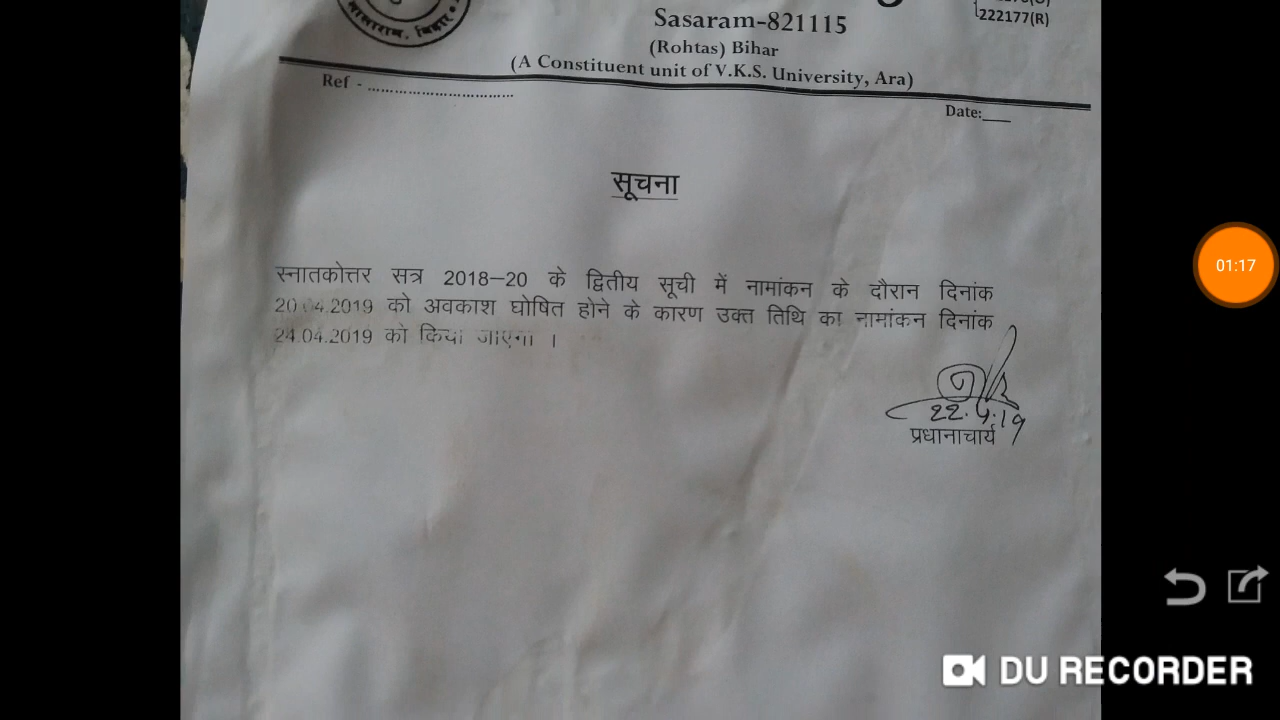 Sasaram-821115
222177(R)
(Rohtas) Bihar
(A Constituent unit of V.K.S. University, Ara)
Ref - ................................
Date:___
सूचना
स्नातकोत्तर सत्र 2018–20 के द्वितीय सूची में नामांकन के दौरान दिनांक
20.04.2019 को अवकाश घोषित होने के कारण उक्त तिथि का नामांकन दिनांक
24.04.2019 को किया जाएगा ।
22.4.19
प्रधानाचार्य
01:17
DU RECORDER